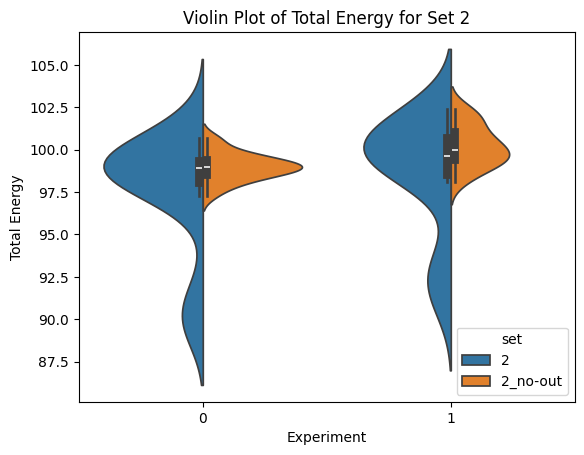 Violin Plot of Total Energy for Set 2
Total Energy
105.0
102.5
100.0
97.5
95.0
92.5
90.0
87.5
0
1
Experiment
set
2
2_no-out